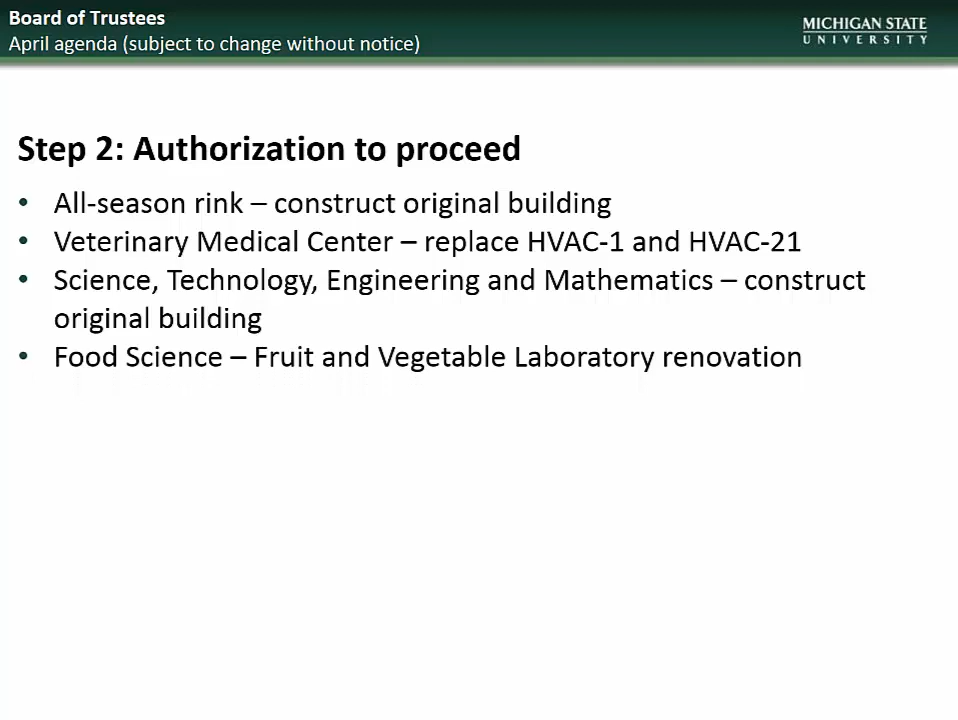 Board of Trustees
April agenda (subject to change without notice)
MICHIGAN STATE
UNIVERSITY
Step 2: Authorization to proceed
• All-season rink – construct original building
• Veterinary Medical Center – replace HVAC-1 and HVAC-21
• Science, Technology, Engineering and Mathematics – construct
original building
• Food Science – Fruit and Vegetable Laboratory renovation